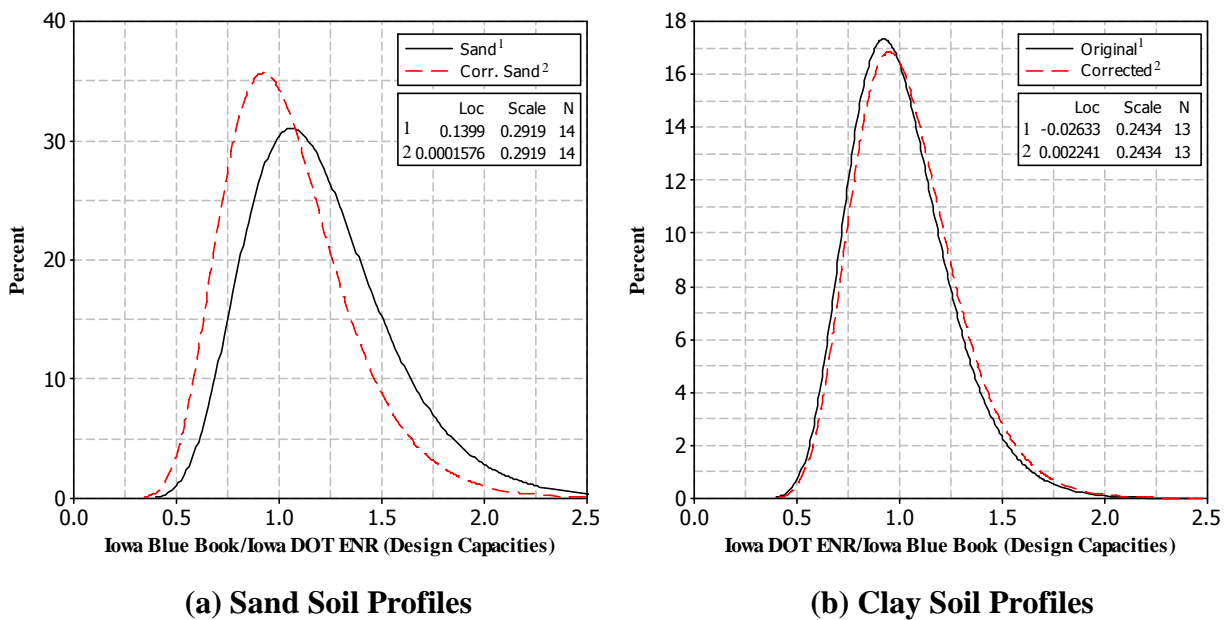 40
30
20
10
0
Percent
0.0 0.5 1.0 1.5 2.0 2.5
Iowa Blue Book/Iowa DOT ENR (Design Capacities)
Sand1
Corr. Sand2
Loc Scale N
1 0.1399 0.2919 14
2 0.0001576 0.2919 14
(a) Sand Soil Profiles
18
16
14
12
10
8
6
4
2
0
Percent
0.0 0.5 1.0 1.5 2.0 2.5
Iowa DOT ENR/Iowa Blue Book (Design Capacities)
Original1
Corrected2
Loc Scale N
1 -0.02633 0.2434 13
2 0.002241 0.2434 13
(b) Clay Soil Profiles